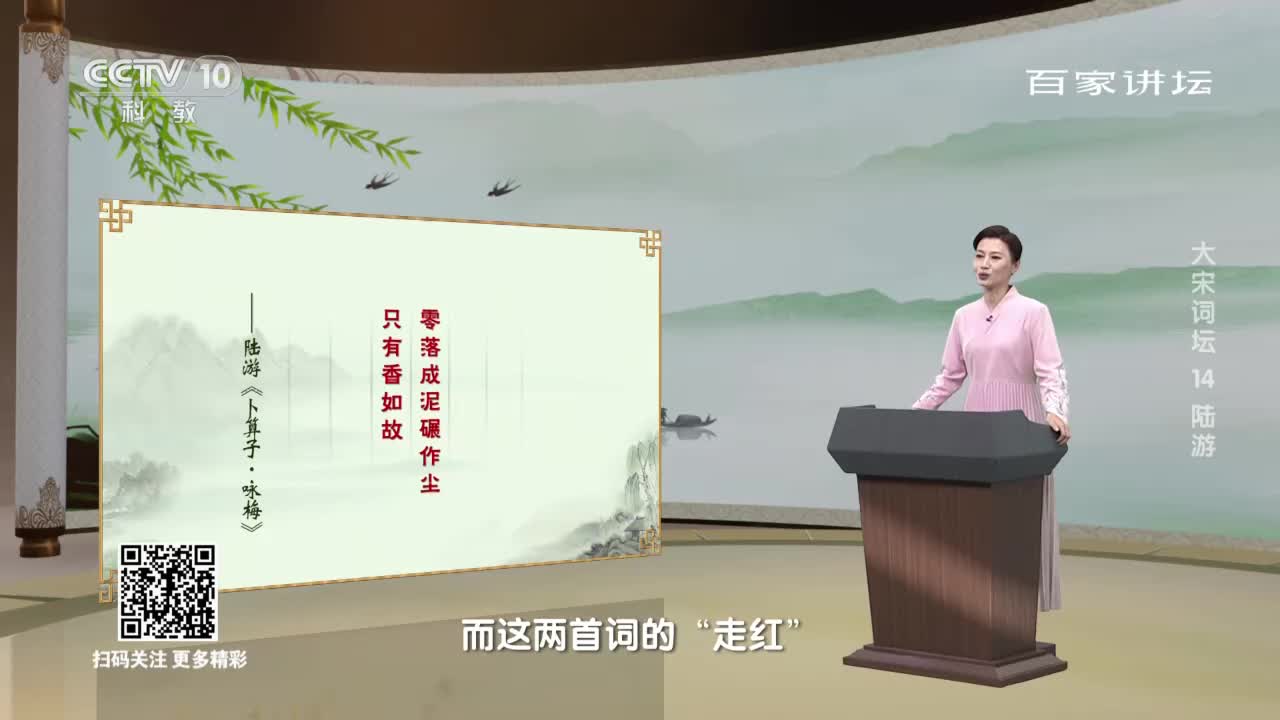 CCTV 10
科教
百家讲坛
零落成泥碾作尘
只有香如故
——陆游《卜算子·咏梅》
大宋词坛 14 陆游
而这两首词的“走红”
扫码关注 更多精彩